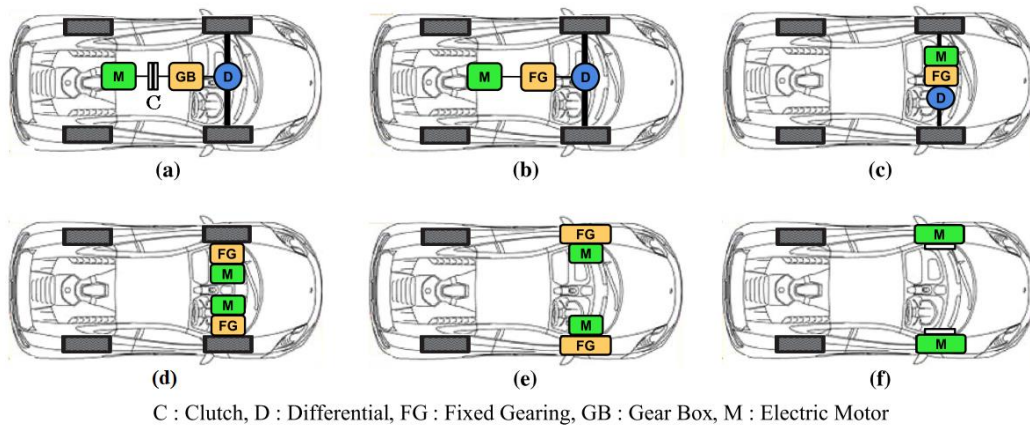 M C GB D
(a)
M FG D
(b)
M
FG
D
(c)
FG
M
M
FG
(d)
FG
M
M
FG
(e)
M
M
(f)
C : Clutch, D : Differential, FG : Fixed Gearing, GB : Gear Box, M : Electric Motor